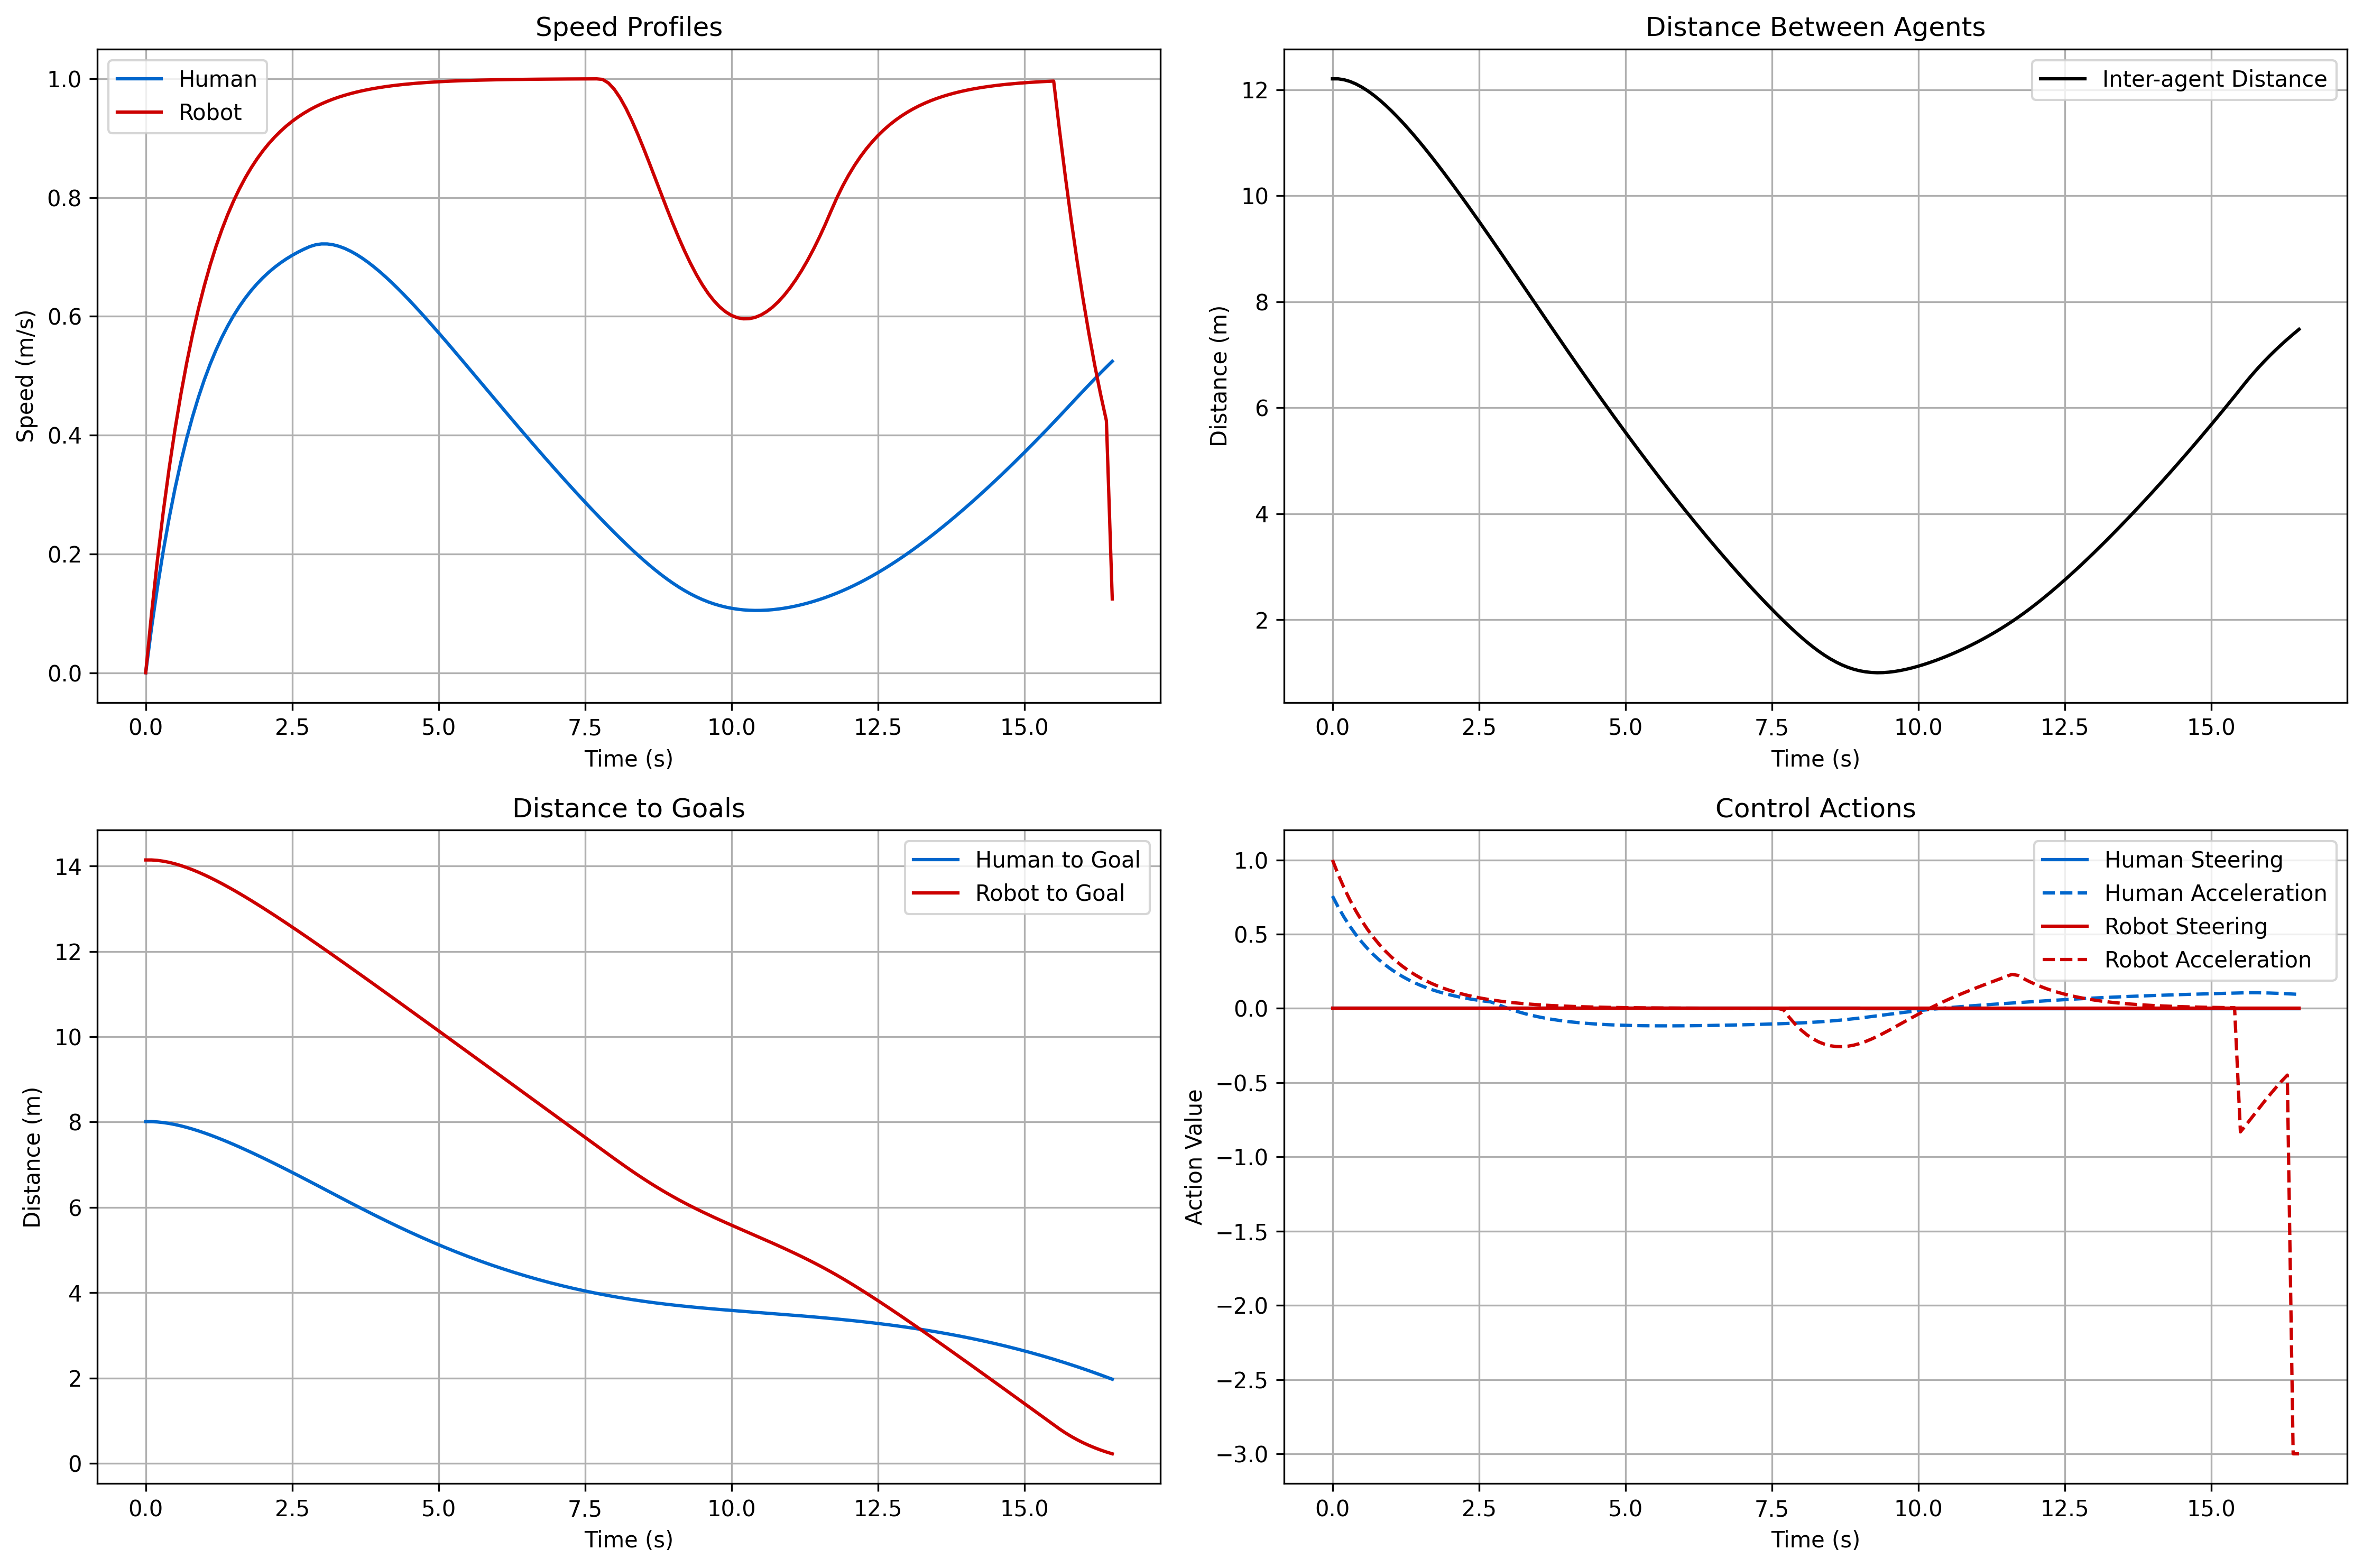 Speed Profiles
Speed (m/s)
1.0
0.8
0.6
0.4
0.2
0.0
Human
Robot
0.0 2.5 5.0 7.5 10.0 12.5 15.0
Time (s)
Distance Between Agents
Distance (m)
12
10
8
6
4
2
Inter-agent Distance
0.0 2.5 5.0 7.5 10.0 12.5 15.0
Time (s)
Distance to Goals
Distance (m)
14
12
10
8
6
4
2
0
Human to Goal
Robot to Goal
0.0 2.5 5.0 7.5 10.0 12.5 15.0
Time (s)
Control Actions
Action Value
1.0
0.5
0.0
−0.5
−1.0
−1.5
−2.0
−2.5
−3.0
Human Steering
Human Acceleration
Robot Steering
Robot Acceleration
0.0 2.5 5.0 7.5 10.0 12.5 15.0
Time (s)